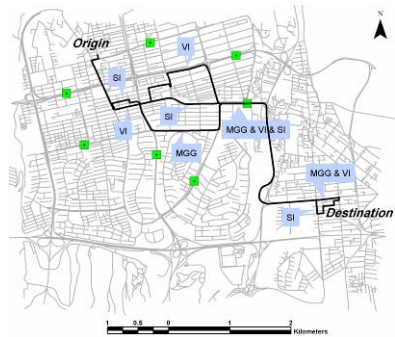 N
Origin
VI
SI
SI
VI
MGG & VI & SI
MGG
MGG & VI
SI
Destination
1 0.5 0 1 2
Kilometers